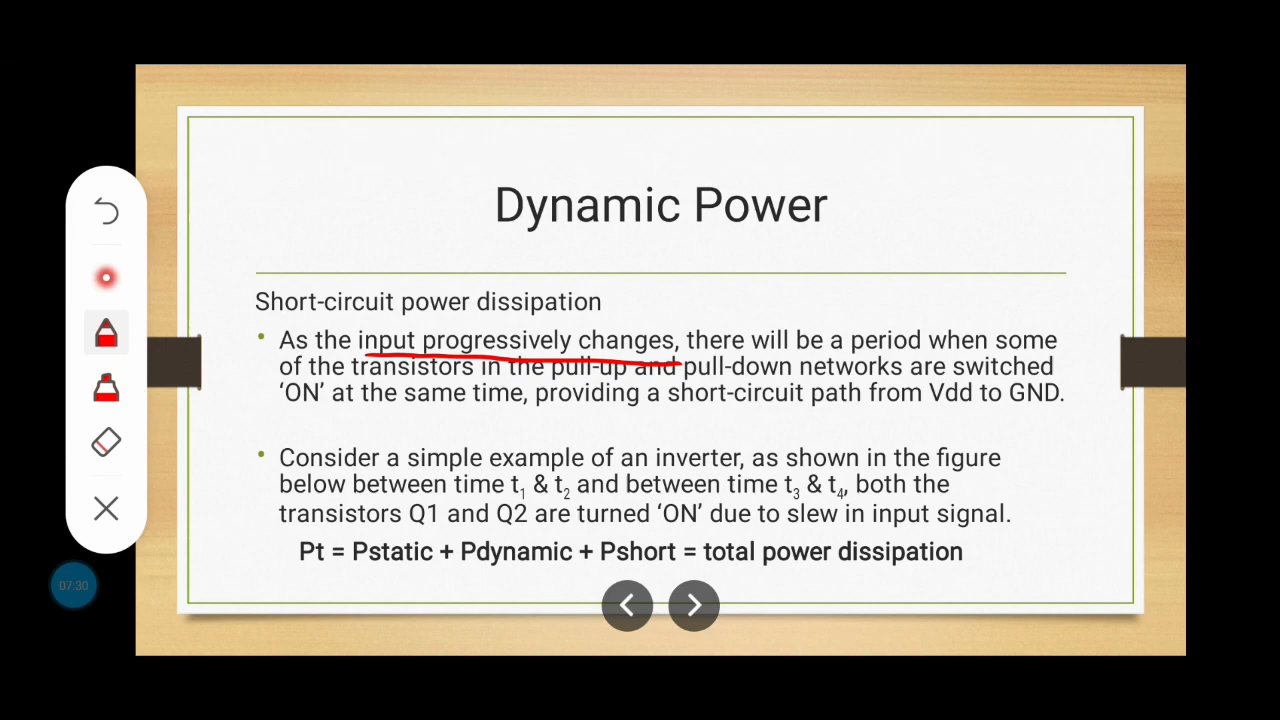 Dynamic Power
Short-circuit power dissipation
• As the input progressively changes, there will be a period when some
of the transistors in the pull-up and pull-down networks are switched
‘ON’ at the same time, providing a short-circuit path from Vdd to GND.
• Consider a simple example of an inverter, as shown in the figure
below between time t₁ & t₂ and between time t₃ & t₄, both the
transistors Q1 and Q2 are turned ‘ON’ due to slew in input signal.
Pt = Pstatic + Pdynamic + Pshort = total power dissipation
07:30